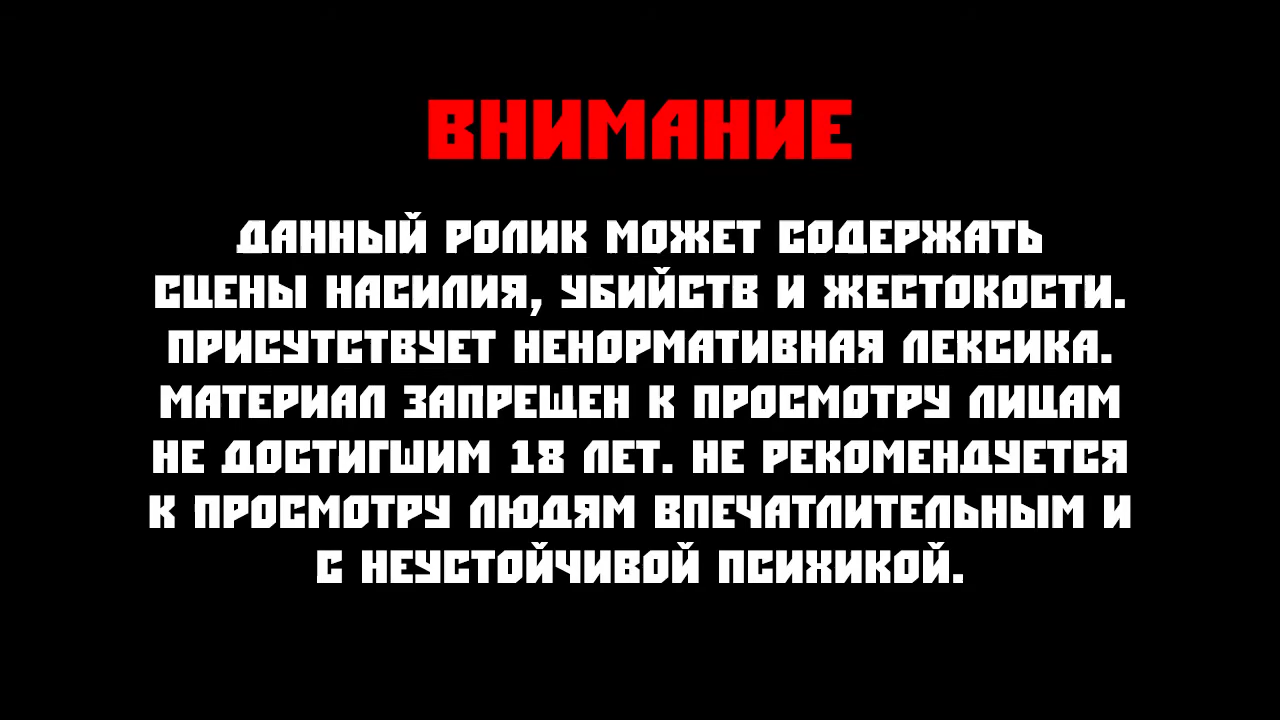 ВНИМАНИЕ
ДАННЫЙ РОЛИК МОЖЕТ СОДЕРЖАТЬ
СЦЕНЫ НАСИЛИЯ, УБИЙСТВ И ЖЕСТОКОСТИ.
ПРИСУТСТВУЕТ НЕНОРМАТИВНАЯ ЛЕКСИКА.
МАТЕРИАЛ ЗАПРЕЩЕН К ПРОСМОТРУ ЛИЦАМ
НЕ ДОСТИГШИМ 18 ЛЕТ. НЕ РЕКОМЕНДУЕТСЯ
К ПРОСМОТРУ ЛЮДЯМ ВПЕЧАТЛИТЕЛЬНЫМ И
С НЕУСТОЙЧИВОЙ ПСИХИКОЙ.